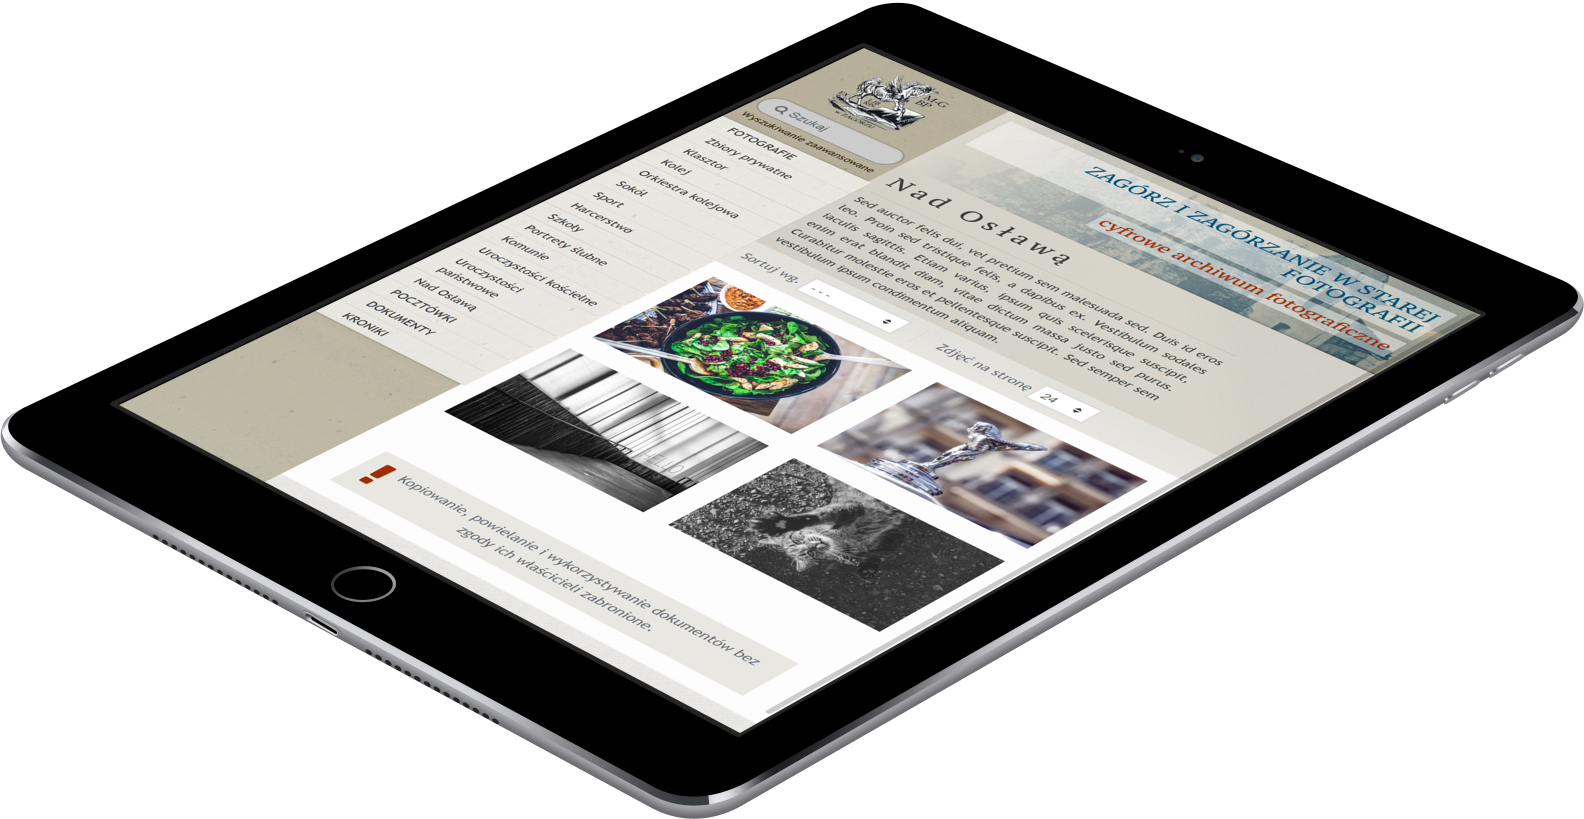 M-G
BP
W ZAGÓRZU
Szukaj
Wyszukiwanie zaawansowane
FOTOGRAFIE
Zbiory prywatne
Klasztor
Kolej
Orkiestra kolejowa
Sokół
Sport
Harcerstwo
Szkoły
Portrety ślubne
Komunie
Uroczystości kościelne
Uroczystości
państwowe
Nad Osławą
POCZTÓWKI
DOKUMENTY
KRONIKI
ZAGÓRZ I ZAGÓRZANIE W STAREJ
FOTOGRAFII
cyfrowe archiwum fotograficzne
Nad Osławą
Sed auctor felis dui, vel pretium sem malesuada sed. Duis id eros
leo. Proin sed tristique felis, a dapibus ex. Vestibulum sodales
iaculis sagittis. Etiam varius, ipsum quis scelerisque suscipit,
enim erat blandit diam, vitae dictum massa justo sed purus.
Curabitur molestie eros et pellentesque suscipit. Sed semper sem
vestibulum ipsum condimentum aliquam.
Sortuj wg. ---
Zdjęć na stronę 24
Kopiowanie, powielanie i wykorzystywanie dokumentów bez
zgody ich właścicieli zabronione.